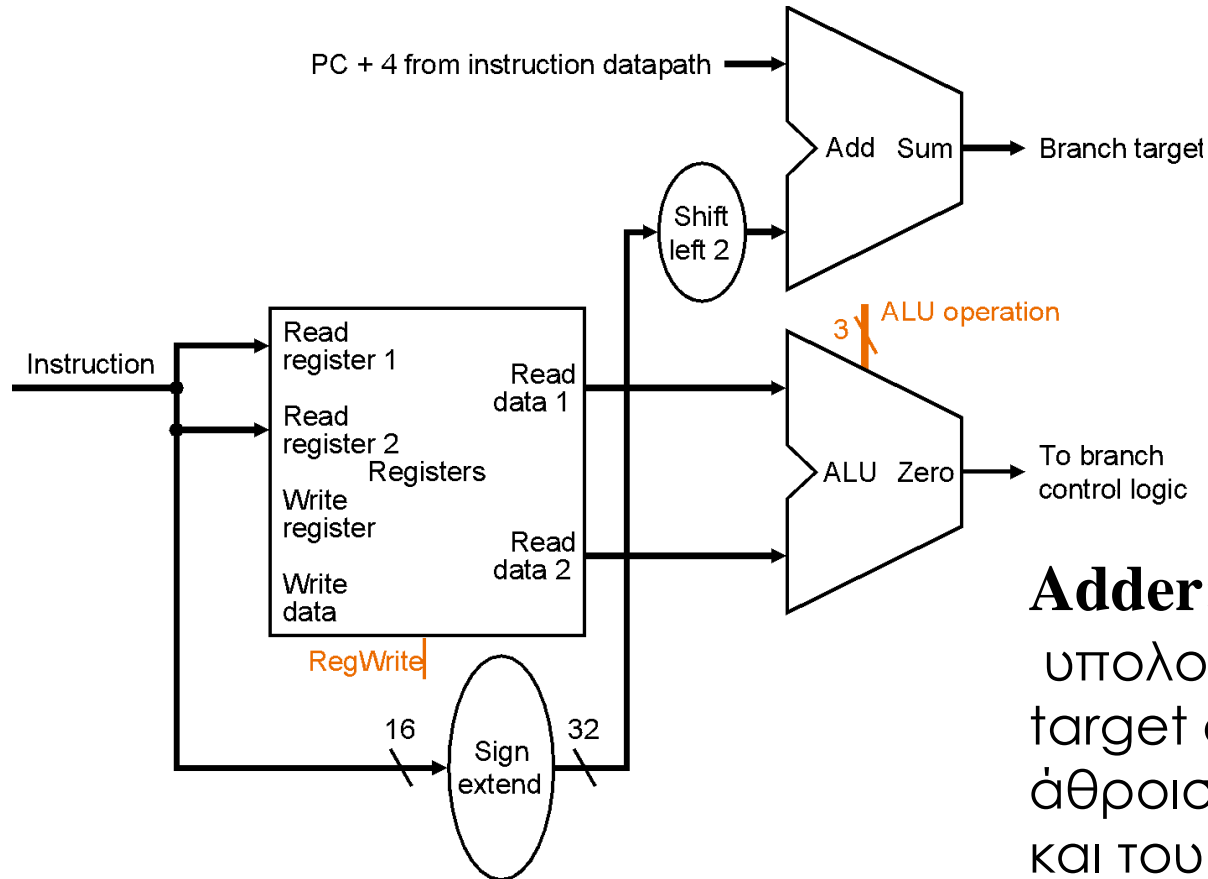 PC + 4 from instruction datapath
Add Sum
Branch target
Shift
left 2
3
ALU operation
Instruction
Read
register 1
Read
data 1
Read
register 2
Registers
ALU Zero
To branch
control logic
Write
register
Read
data 2
Write
data
RegWrite
16
Sign
extend
32
Adder
υπολο
target
άθροισ
και του